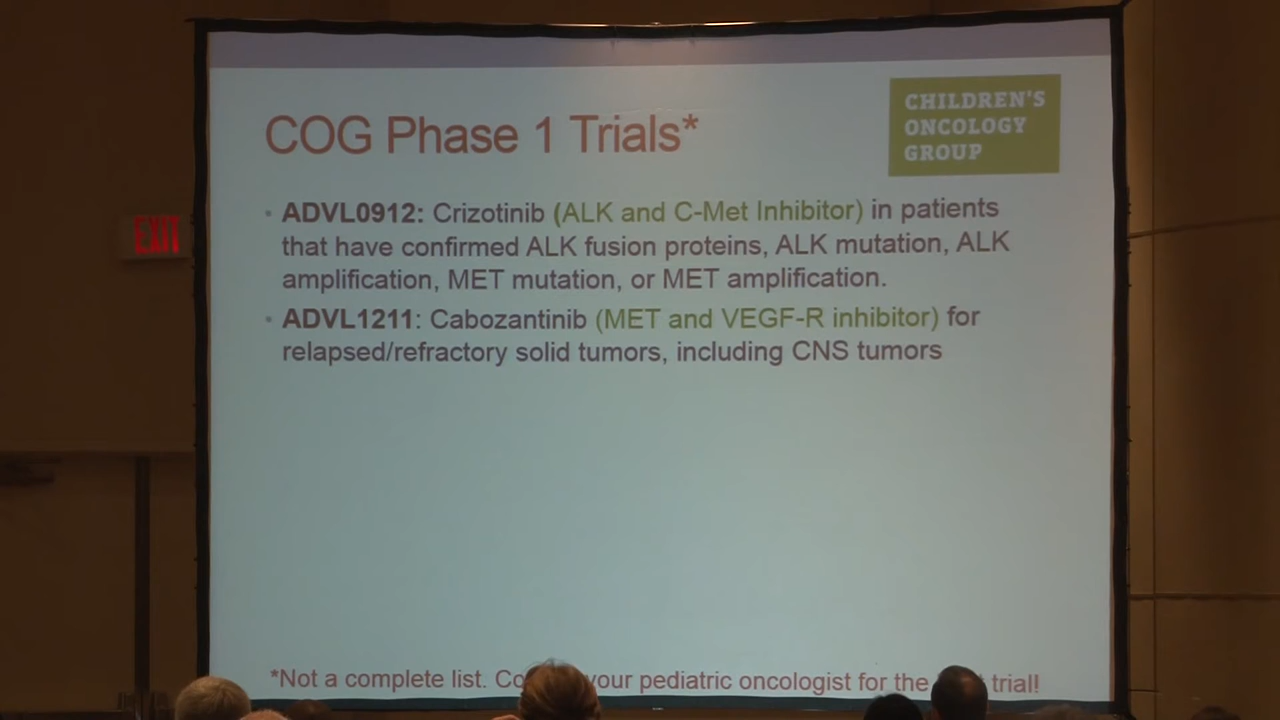 CHILDREN'S
ONCOLOGY
GROUP
COG Phase 1 Trials*
EXIT
• ADVL0912: Crizotinib (ALK and C-Met Inhibitor) in patients
that have confirmed ALK fusion proteins, ALK mutation, ALK
amplification, MET mutation, or MET amplification.
• ADVL1211: Cabozantinib (MET and VEGF-R inhibitor) for
relapsed/refractory solid tumors, including CNS tumors
*Not a complete list. your pediatric oncologist for the trial!